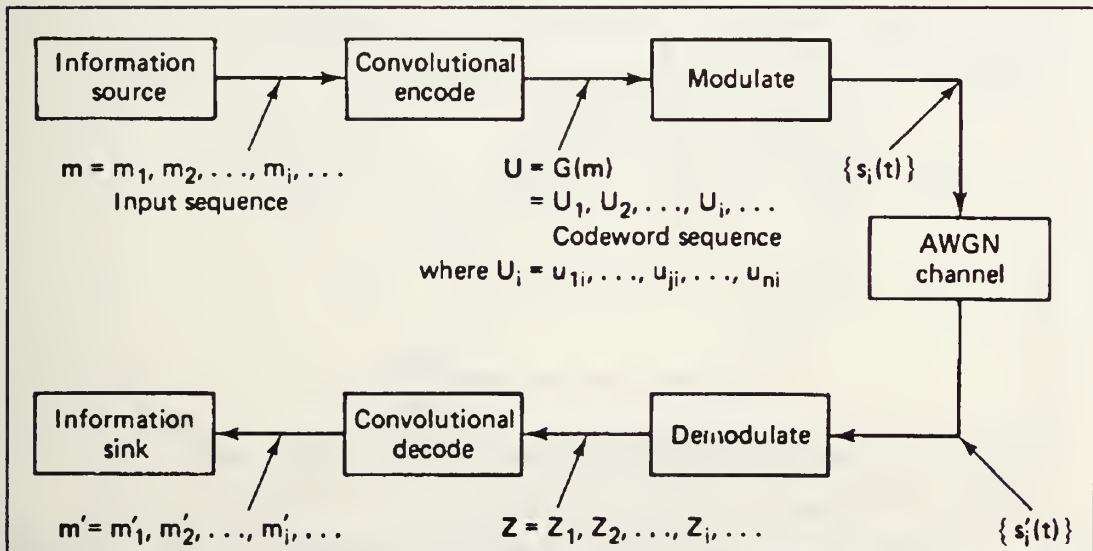 Information
source
Convolutional
encode
Modulate
m = m₁, m₂, . . . , mᵢ, . . .
Input sequence
U = G(m)
= U₁, U₂, . . . , Uᵢ, . . .
Codeword sequence
where Uᵢ = u₁ᵢ, . . . , uⱼᵢ, . . . , uₙᵢ
{sᵢ(t)}
AWGN
channel
Information
sink
Convolutional
decode
Demodulate
m′ = m′₁, m′₂, . . . , m′ᵢ, . . .
Z = Z₁, Z₂, . . . , Zᵢ, . . .
{s′ᵢ(t)}